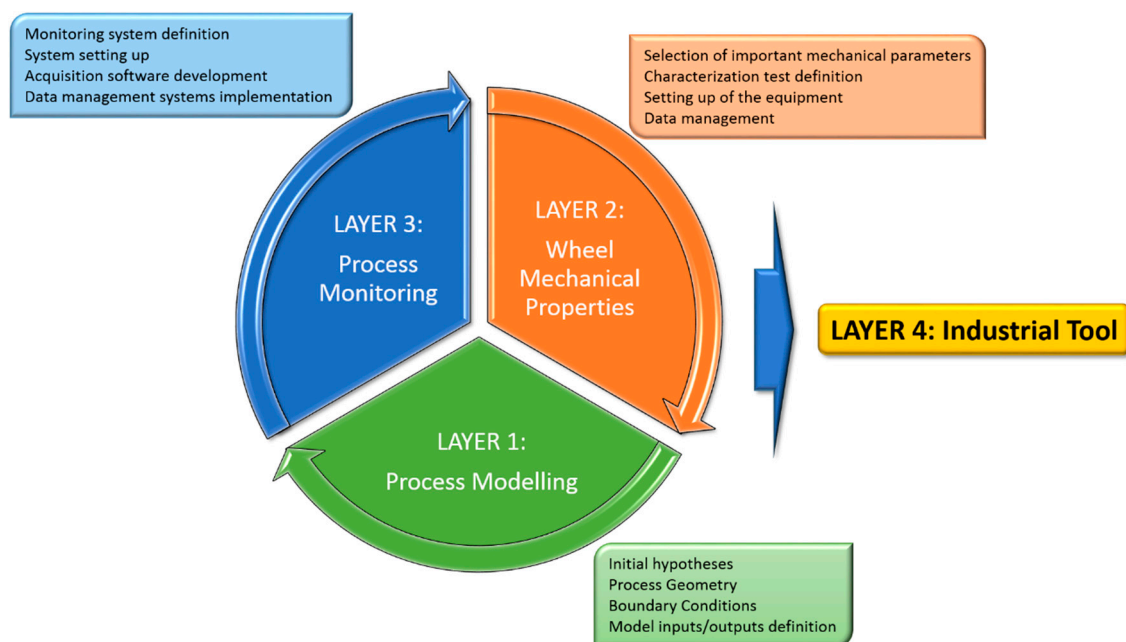 Monitoring system definition
System setting up
Acquisition software development
Data management systems implementation
Selection of important mechanical parameters
Characterization test definition
Setting up of the equipment
Data management
LAYER 3:
Process
Monitoring
LAYER 2:
Wheel
Mechanical
Properties
LAYER 4: Industrial Tool
LAYER 1:
Process Modelling
Initial hypotheses
Process Geometry
Boundary Conditions
Model inputs/outputs definition